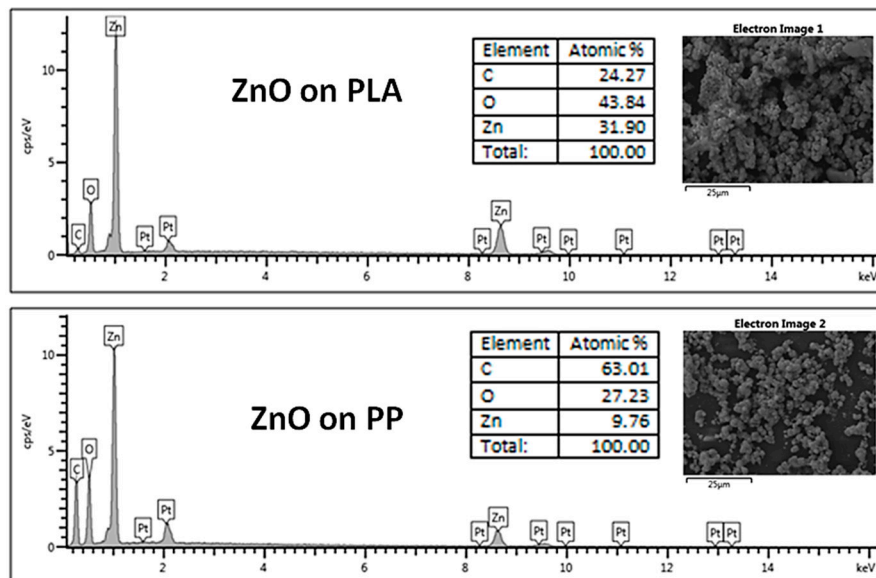 ZnO on PLA
cps/eV
10
5
0
Zn
O
C
Pt
Pt
Pt
Zn
Pt
Pt
Pt
Pt
Pt
2 4 6 8 10 12 14 keV
Element Atomic %
C 24.27
O 43.84
Zn 31.90
Total: 100.00
Electron Image 1
25µm
ZnO on PP
cps/eV
10
5
0
Zn
C
O
Pt
Pt
Pt
Zn
Pt
Pt
Pt
Pt
Pt
2 4 6 8 10 12 14 keV
Element Atomic %
C 63.01
O 27.23
Zn 9.76
Total: 100.00
Electron Image 2
25µm